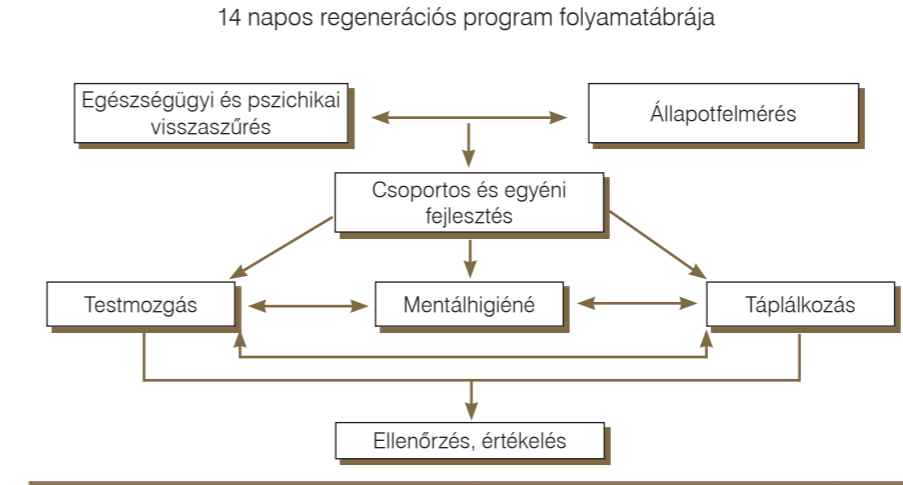 14 napos regenerációs program folyamatábrája
Egészségügyi és pszichikai
visszaszűrés
Állapotfelmérés
Csoportos és egyéni
fejlesztés
Testmozgás
Mentálhigiéné
Táplálkozás
Ellenőrzés, értékelés